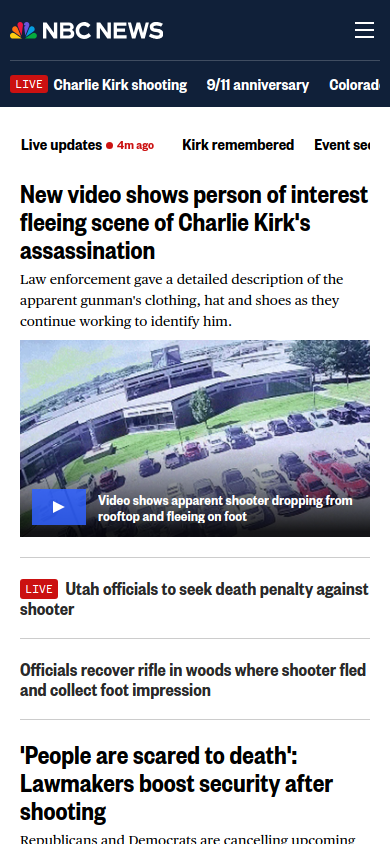 NBC NEWS
LIVE Charlie Kirk shooting 9/11 anniversary Colorado
Live updates 4m ago Kirk remembered Event sec
New video shows person of interest
fleeing scene of Charlie Kirk's
assassination
Law enforcement gave a detailed description of the
apparent gunman's clothing, hat and shoes as they
continue working to identify him.
Video shows apparent shooter dropping from
rooftop and fleeing on foot
LIVE Utah officials to seek death penalty against
shooter
Officials recover rifle in woods where shooter fled
and collect foot impression
'People are scared to death':
Lawmakers boost security after
shooting
Republicans and Democrats are cancelling upcoming